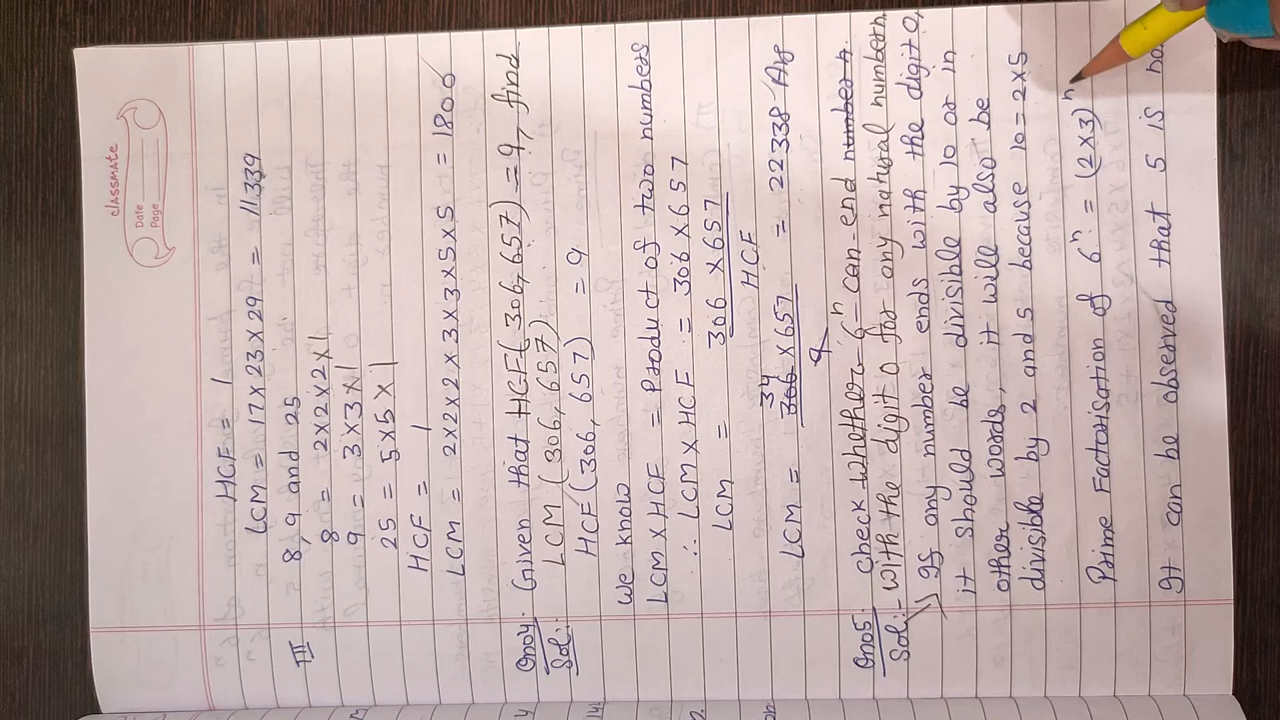 classmate
Date
Page
HCF = 1
LCM = 17 x 23 x 29 = 11,339
III 8, 9 and 25
8 = 2 x 2 x 2 x 1
9 = 3 x 3 x 1
25 = 5 x 5 x 1
HCF = 1
LCM = 2 x 2 x 2 x 3 x 3 x 5 x 5 = 1800
Qno4. Given that HCF (306, 657) = 9, find
Sol:- LCM (306, 657)
HCF (306, 657) = 9
We know
LCM x HCF = Product of two numbers
∴ LCM x HCF = 306 x 657
LCM = 306 x 657
HCF
34
LCM = 306 x 657 = 22338 Ans
9
Qno5. check whether 6ⁿ can end number n.
Sol:- with the digit 0 for any natural number n.
If any number ends with the digit 0,
it should be divisible by 10 or in
other words, it will also be
divisible by 2 and 5 because 10 = 2 x 5
Prime Factorisation of 6ⁿ = (2 x 3)ⁿ
It can be observed that 5 is